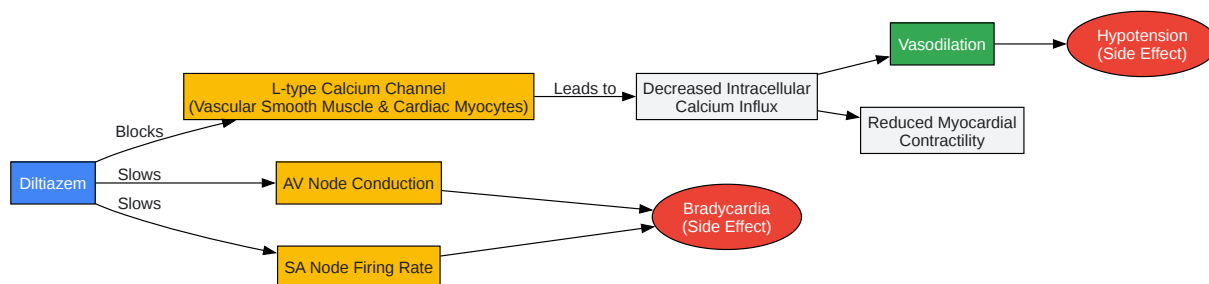 Diltiazem
Blocks
Slows
Slows
L-type Calcium Channel
(Vascular Smooth Muscle & Cardiac Myocytes)
AV Node Conduction
SA Node Firing Rate
Leads to
Decreased Intracellular
Calcium Influx
Bradycardia
(Side Effect)
Vasodilation
Reduced Myocardial
Contractility
Hypotension
(Side Effect)